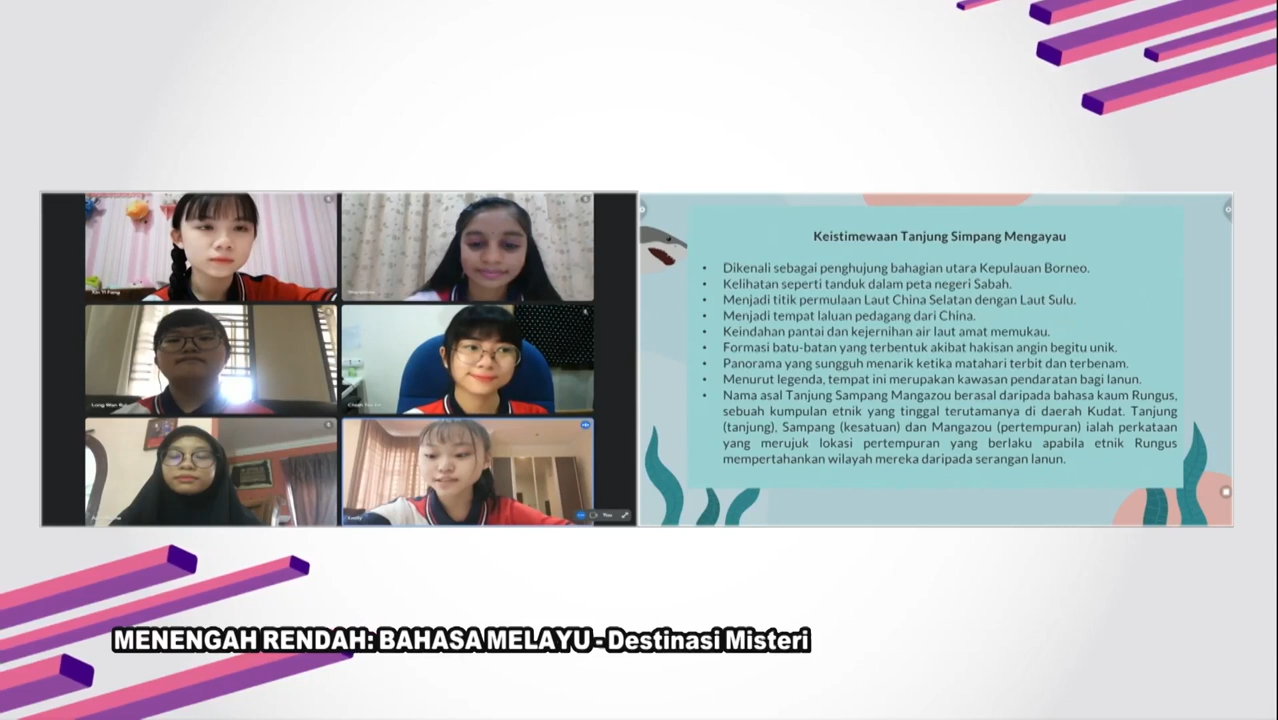 Xin Yi Fong
Keistimewaan Tanjung Simpang Mengayau
• Dikenali sebagai penghujung bahagian utara Kepulauan Borneo.
• Kelihatan seperti tanduk dalam peta negeri Sabah.
• Menjadi titik permulaan Laut China Selatan dengan Laut Sulu.
• Menjadi tempat laluan pedagang dari China.
• Keindahan pantai dan kejernihan air laut amat memukau.
• Formasi batu-batan yang terbentuk akibat hakisan angin begitu unik.
• Panorama yang sungguh menarik ketika matahari terbit dan terbenam.
• Menurut legenda, tempat ini merupakan kawasan pendaratan bagi lanun.
• Nama asal Tanjung Sampang Mangazou berasal daripada bahasa kaum Rungus,
sebuah kumpulan etnik yang tinggal terutamanya di daerah Kudat. Tanjung
(tanjung), Sampang (kesatuan) dan Mangazou (pertempuran) ialah perkataan
yang merujuk lokasi pertempuran yang berlaku apabila etnik Rungus
mempertahankan wilayah mereka daripada serangan lanun.
Emily
You
MENENGAH RENDAH: BAHASA MELAYU - Destinasi Misteri